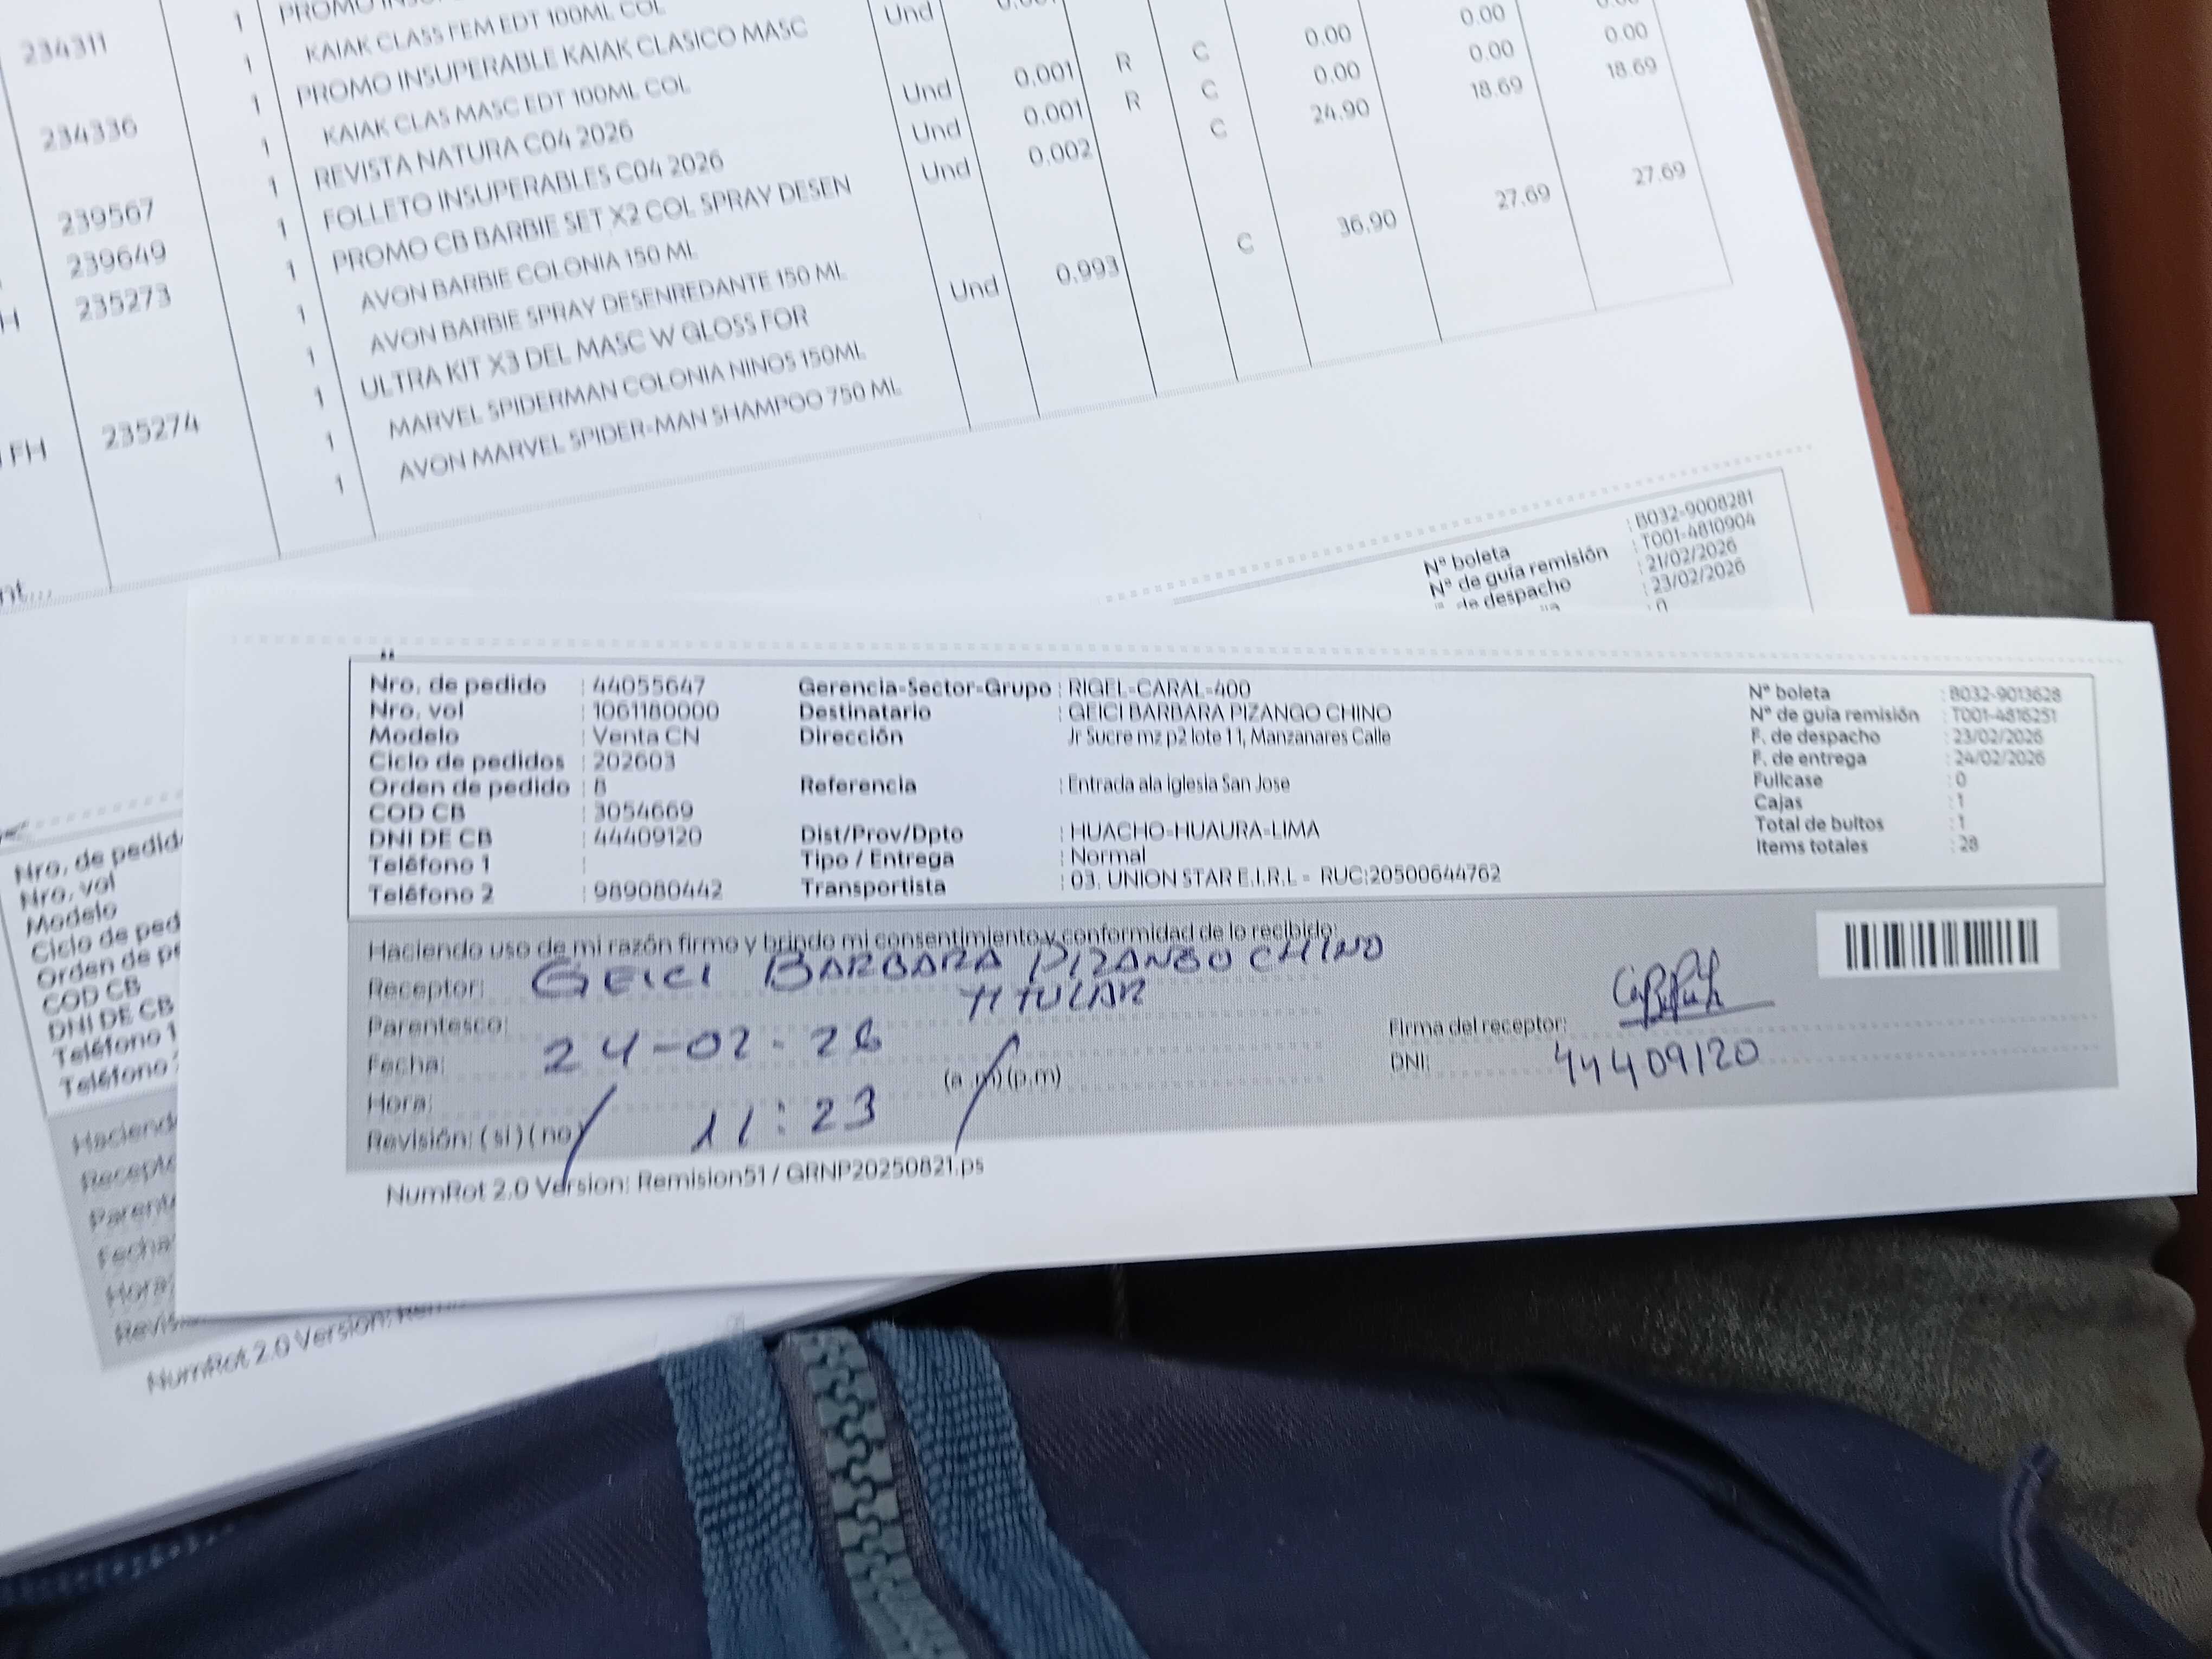 234311
1 KAIAK CLASS FEM EDT 100ML COL Und
1 PROMO INSUPERABLE KAIAK CLASICO MASC
234336 1 KAIAK CLAS MASC EDT 100ML COL
239567 1 REVISTA NATURA C04 2026 Und 0.001 R C 0.00 0.00
239649 1 FOLLETO INSUPERABLES C04 2026 Und 0.001 R C 0.00 0.00 0.00
235273 1 PROMO CB BARBIE SET X2 COL SPRAY DESEN Und 0.002 C 24.90 18.69 18.69
1 AVON BARBIE COLONIA 150 ML
1 AVON BARBIE SPRAY DESENREDANTE 150 ML
FH 235274 1 ULTRA KIT X3 DEL MASC W GLOSS FOR Und 0.993 C 36.90 27.69 27.69
1 MARVEL SPIDERMAN COLONIA NINOS 150ML
1 AVON MARVEL SPIDER-MAN SHAMPOO 750 ML
Nº boleta : B032-9008281
Nº de guía remisión : T001-4810904
de despacho : 21/02/2026
: 23/02/2026
: 0
Nro. de pedido : 44055647 Gerencia-Sector-Grupo : RIGEL-CARAL-400 Nº boleta : B032-9013628
Nro. vol : 1061180000 Destinatario : GEICI BARBARA PIZANGO CHINO Nº de guía remisión : T001-4816251
Modelo : Venta CN Dirección Jr Sucre mz p2 lote 11, Manzanares Calle F. de despacho : 23/02/2026
Ciclo de pedidos : 202603 F. de entrega : 24/02/2026
Orden de pedido : 8 Referencia : Entrada ala iglesia San Jose Fullcase : 0
COD CB : 3054669 Cajas : 1
DNI DE CB : 44409120 Dist/Prov/Dpto : HUACHO-HUAURA-LIMA Total de bultos : 1
Teléfono 1 : Tipo / Entrega : Normal Items totales : 28
Teléfono 2 : 989080442 Transportista : 03. UNION STAR E.I.R.L - RUC:20500644762
Haciendo uso de mi razón firmo y brindo mi consentimiento y conformidad de lo recibido:
Receptor: GEICI BARBARA PIZANGO CHINO
Parentesco: TITULAR
Fecha: 24-02-26
Hora: 11:23 (a.m)(p.m)
Revisión: (si)(no)
Firma del receptor:
DNI: 44409120
NumRot 2.0 Version: Remision51 / GRNP20250821.ps
Nro. de pedid
Nro. vol
Modelo
Ciclo de ped
Orden de pe
COD CB
DNI DE CB
Teléfono 1
Teléfono
Haciend
Recepto
Parent
Fecha:
Hora:
NumRot 2.0 Version: